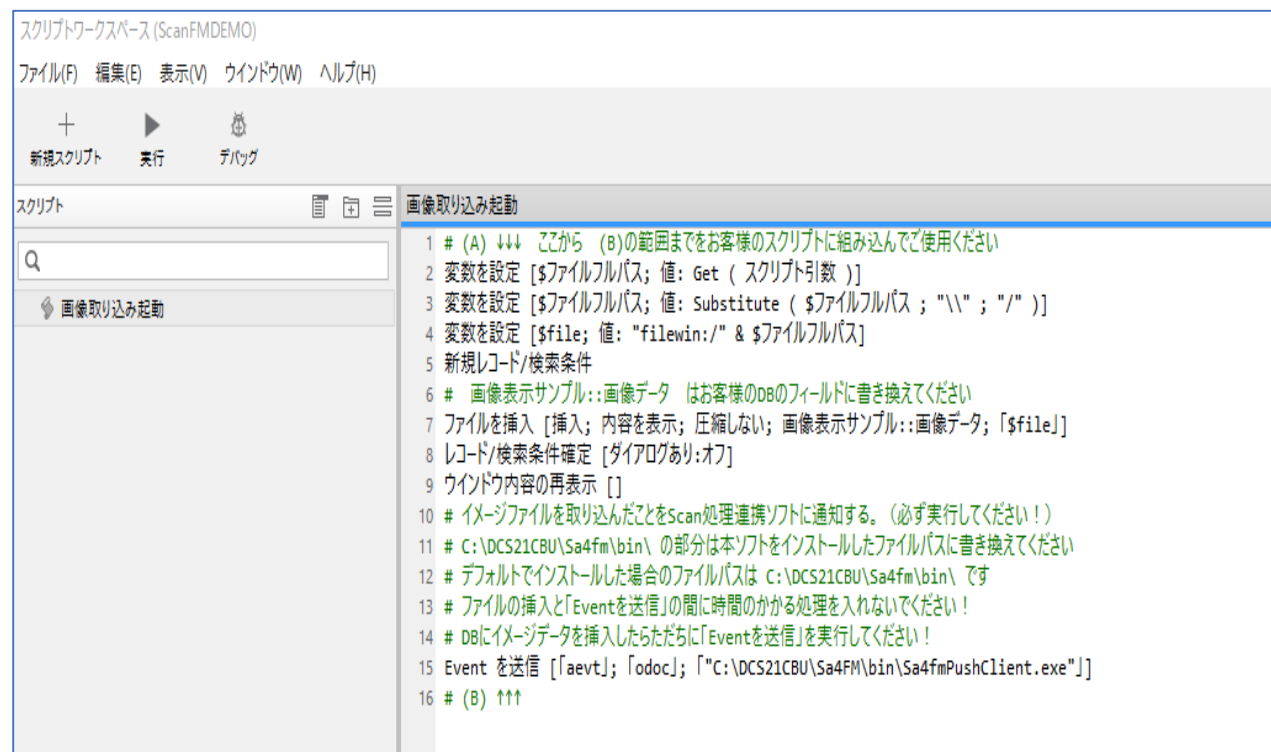 スクリプトワークスペース (ScanFMDEMO)
ファイル(F) 編集(E) 表示(V) ウインドウ(W) ヘルプ(H)
新規スクリプト 実行 デバッグ
スクリプト
画像取り込み起動
画像取り込み起動
1 # (A) ↓↓↓ ここから (B)の範囲までをお客様のスクリプトに組み込んでご使用ください
2 変数を設定 [$ファイルフルパス; 値: Get ( スクリプト引数 )]
3 変数を設定 [$ファイルフルパス; 値: Substitute ( $ファイルフルパス ; "\\" ; "/" )]
4 変数を設定 [$file; 値: "filewin:/" & $ファイルフルパス]
5 新規レコード/検索条件
6 # 画像表示サンプル::画像データ はお客様のDBのフィールドに書き換えてください
7 ファイルを挿入 [挿入; 内容を表示; 圧縮しない; 画像表示サンプル::画像データ; 「$file」]
8 レコード/検索条件確定 [ダイアログあり:オフ]
9 ウインドウ内容の再表示 []
10 # イメージファイルを取り込んだことをScan処理連携ソフトに通知する。（必ず実行してください！）
11 # C:\DCS21CBU\Sa4fm\bin\ の部分は本ソフトをインストールしたファイルパスに書き換えてください
12 # デフォルトでインストールした場合のファイルパスは C:\DCS21CBU\Sa4fm\bin\ です
13 # ファイルの挿入と「Eventを送信」の間に時間のかかる処理を入れないでください！
14 # DBにイメージデータを挿入したらただちに「Eventを送信」を実行してください！
15 Event を送信 [「aevt」; 「odoc」; 「"C:\DCS21CBU\Sa4FM\bin\Sa4fmPushClient.exe"」]
16 # (B) ↑↑↑